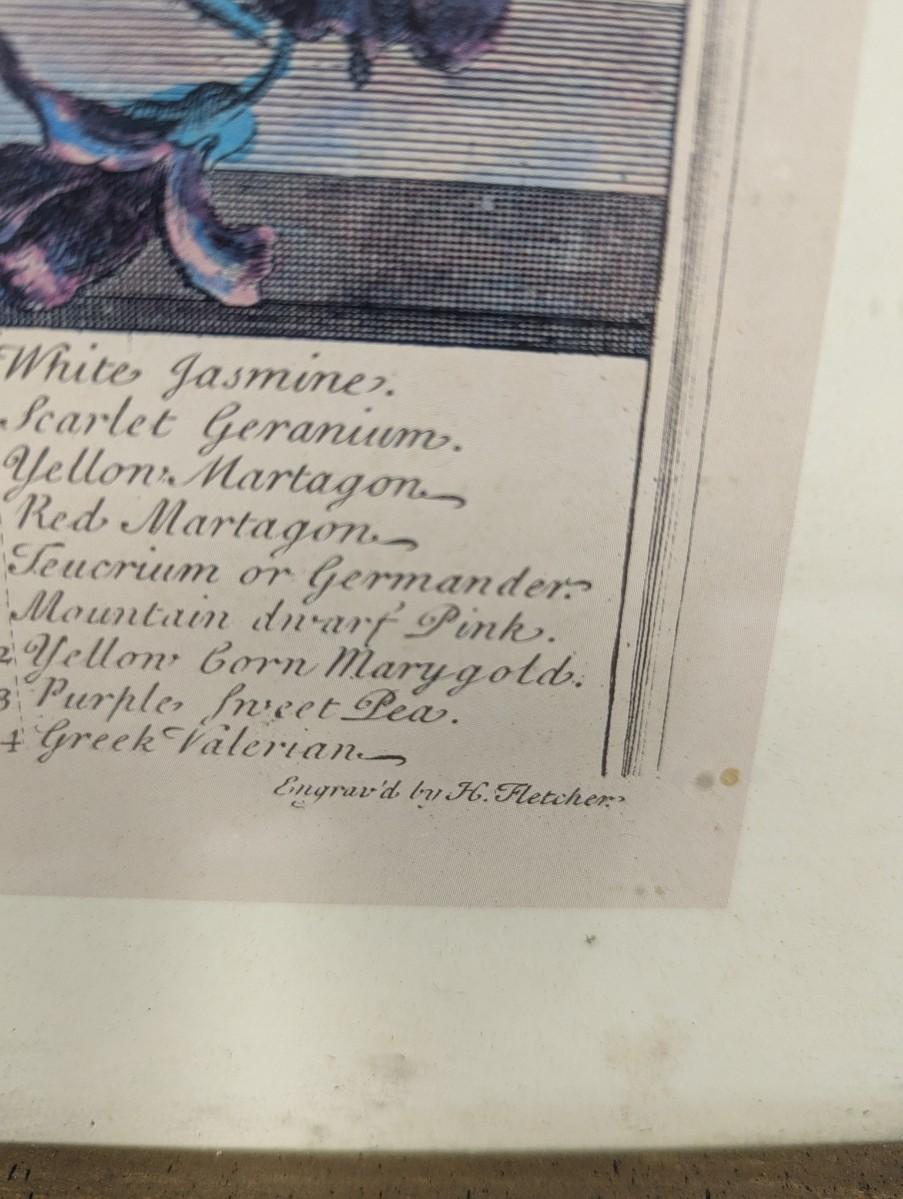 White Jasmine.
Scarlet Geranium.
Yellow Martagon
Red Martagon
Teucrium or Germander.
Mountain dwarf Pink.
2 Yellow Corn Marygold.
3 Purple Sweet Pea.
4 Greek Valerian
Engrav'd by H. Fletcher.